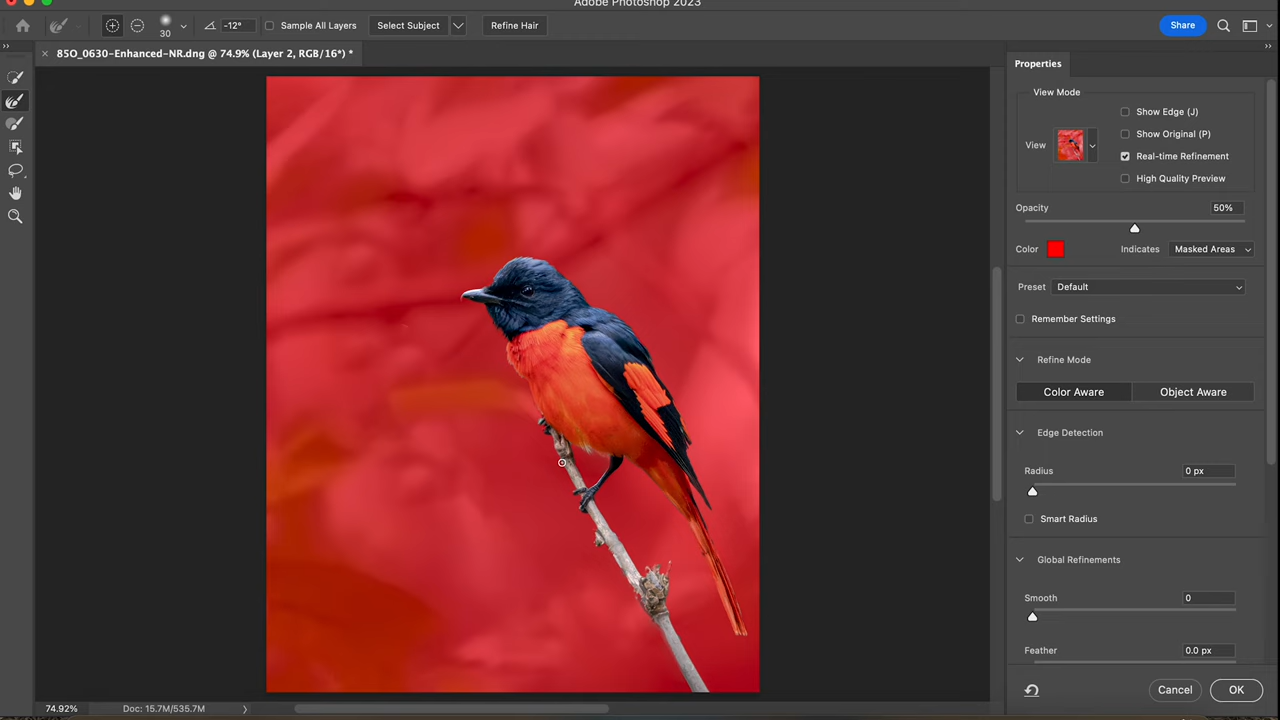 Adobe Photoshop 2023
30
-12°
Sample All Layers
Select Subject
Refine Hair
Share
85O_0630-Enhanced-NR.dng @ 74.9% (Layer 2, RGB/16*) *
Properties
View Mode
Show Edge (J)
Show Original (P)
View
Real-time Refinement
High Quality Preview
Opacity
50%
Color
Indicates
Masked Areas
Preset
Default
Remember Settings
Refine Mode
Color Aware
Object Aware
Edge Detection
Radius
0 px
Smart Radius
Global Refinements
Smooth
0
Feather
0.0 px
Cancel
OK
74.92%
Doc: 15.7M/535.7M